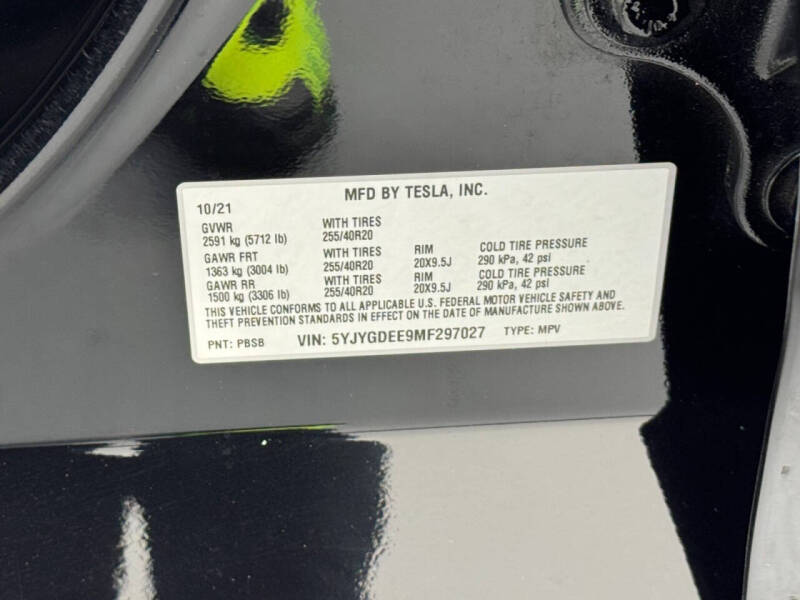 MFD BY TESLA, INC.
10/21
GVWR WITH TIRES
2591 kg (5712 lb) 255/40R20
GAWR FRT WITH TIRES RIM COLD TIRE PRESSURE
1363 kg (3004 lb) 255/40R20 20X9.5J 290 kPa, 42 psi
GAWR RR WITH TIRES RIM COLD TIRE PRESSURE
1500 kg (3306 lb) 255/40R20 20X9.5J 290 kPa, 42 psi
THIS VEHICLE CONFORMS TO ALL APPLICABLE U.S. FEDERAL MOTOR VEHICLE SAFETY AND
THEFT PREVENTION STANDARDS IN EFFECT ON THE DATE OF MANUFACTURE SHOWN ABOVE.
PNT: PBSB VIN: 5YJYGDEE9MF297027 TYPE: MPV